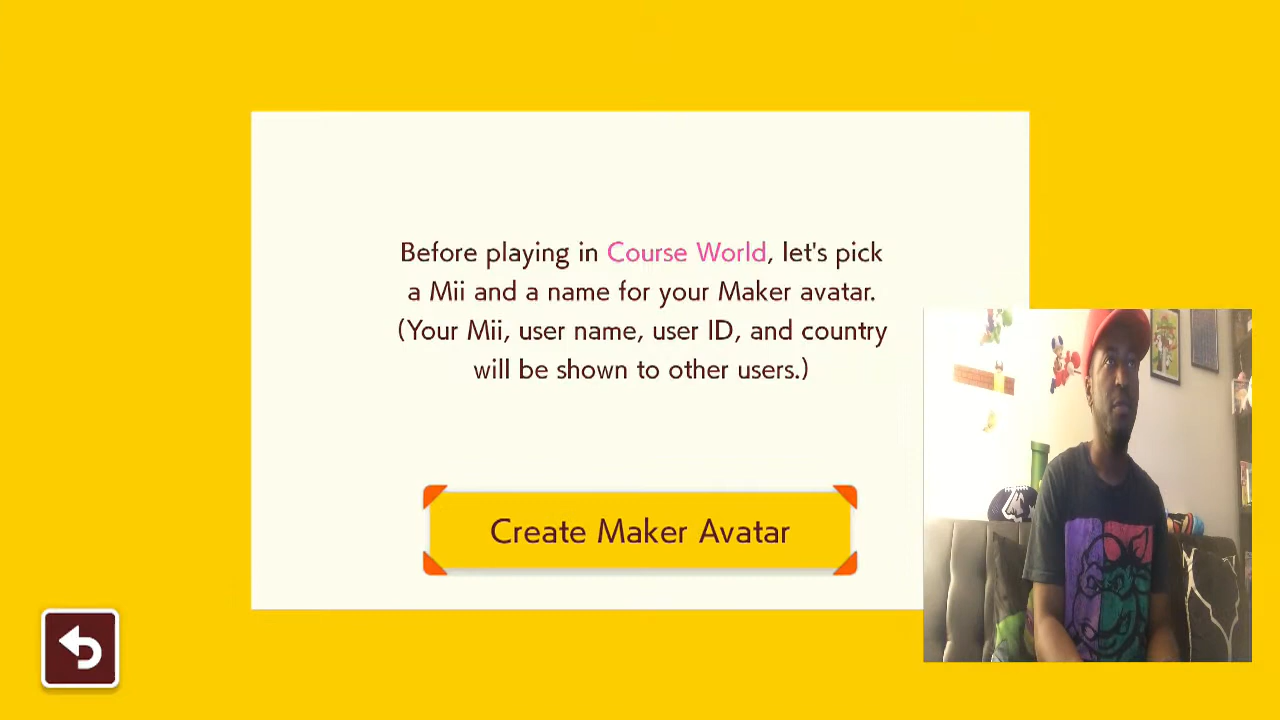 Before playing in Course World, let's pick
a Mii and a name for your Maker avatar.
(Your Mii, user name, user ID, and country
will be shown to other users.)
Create Maker Avatar